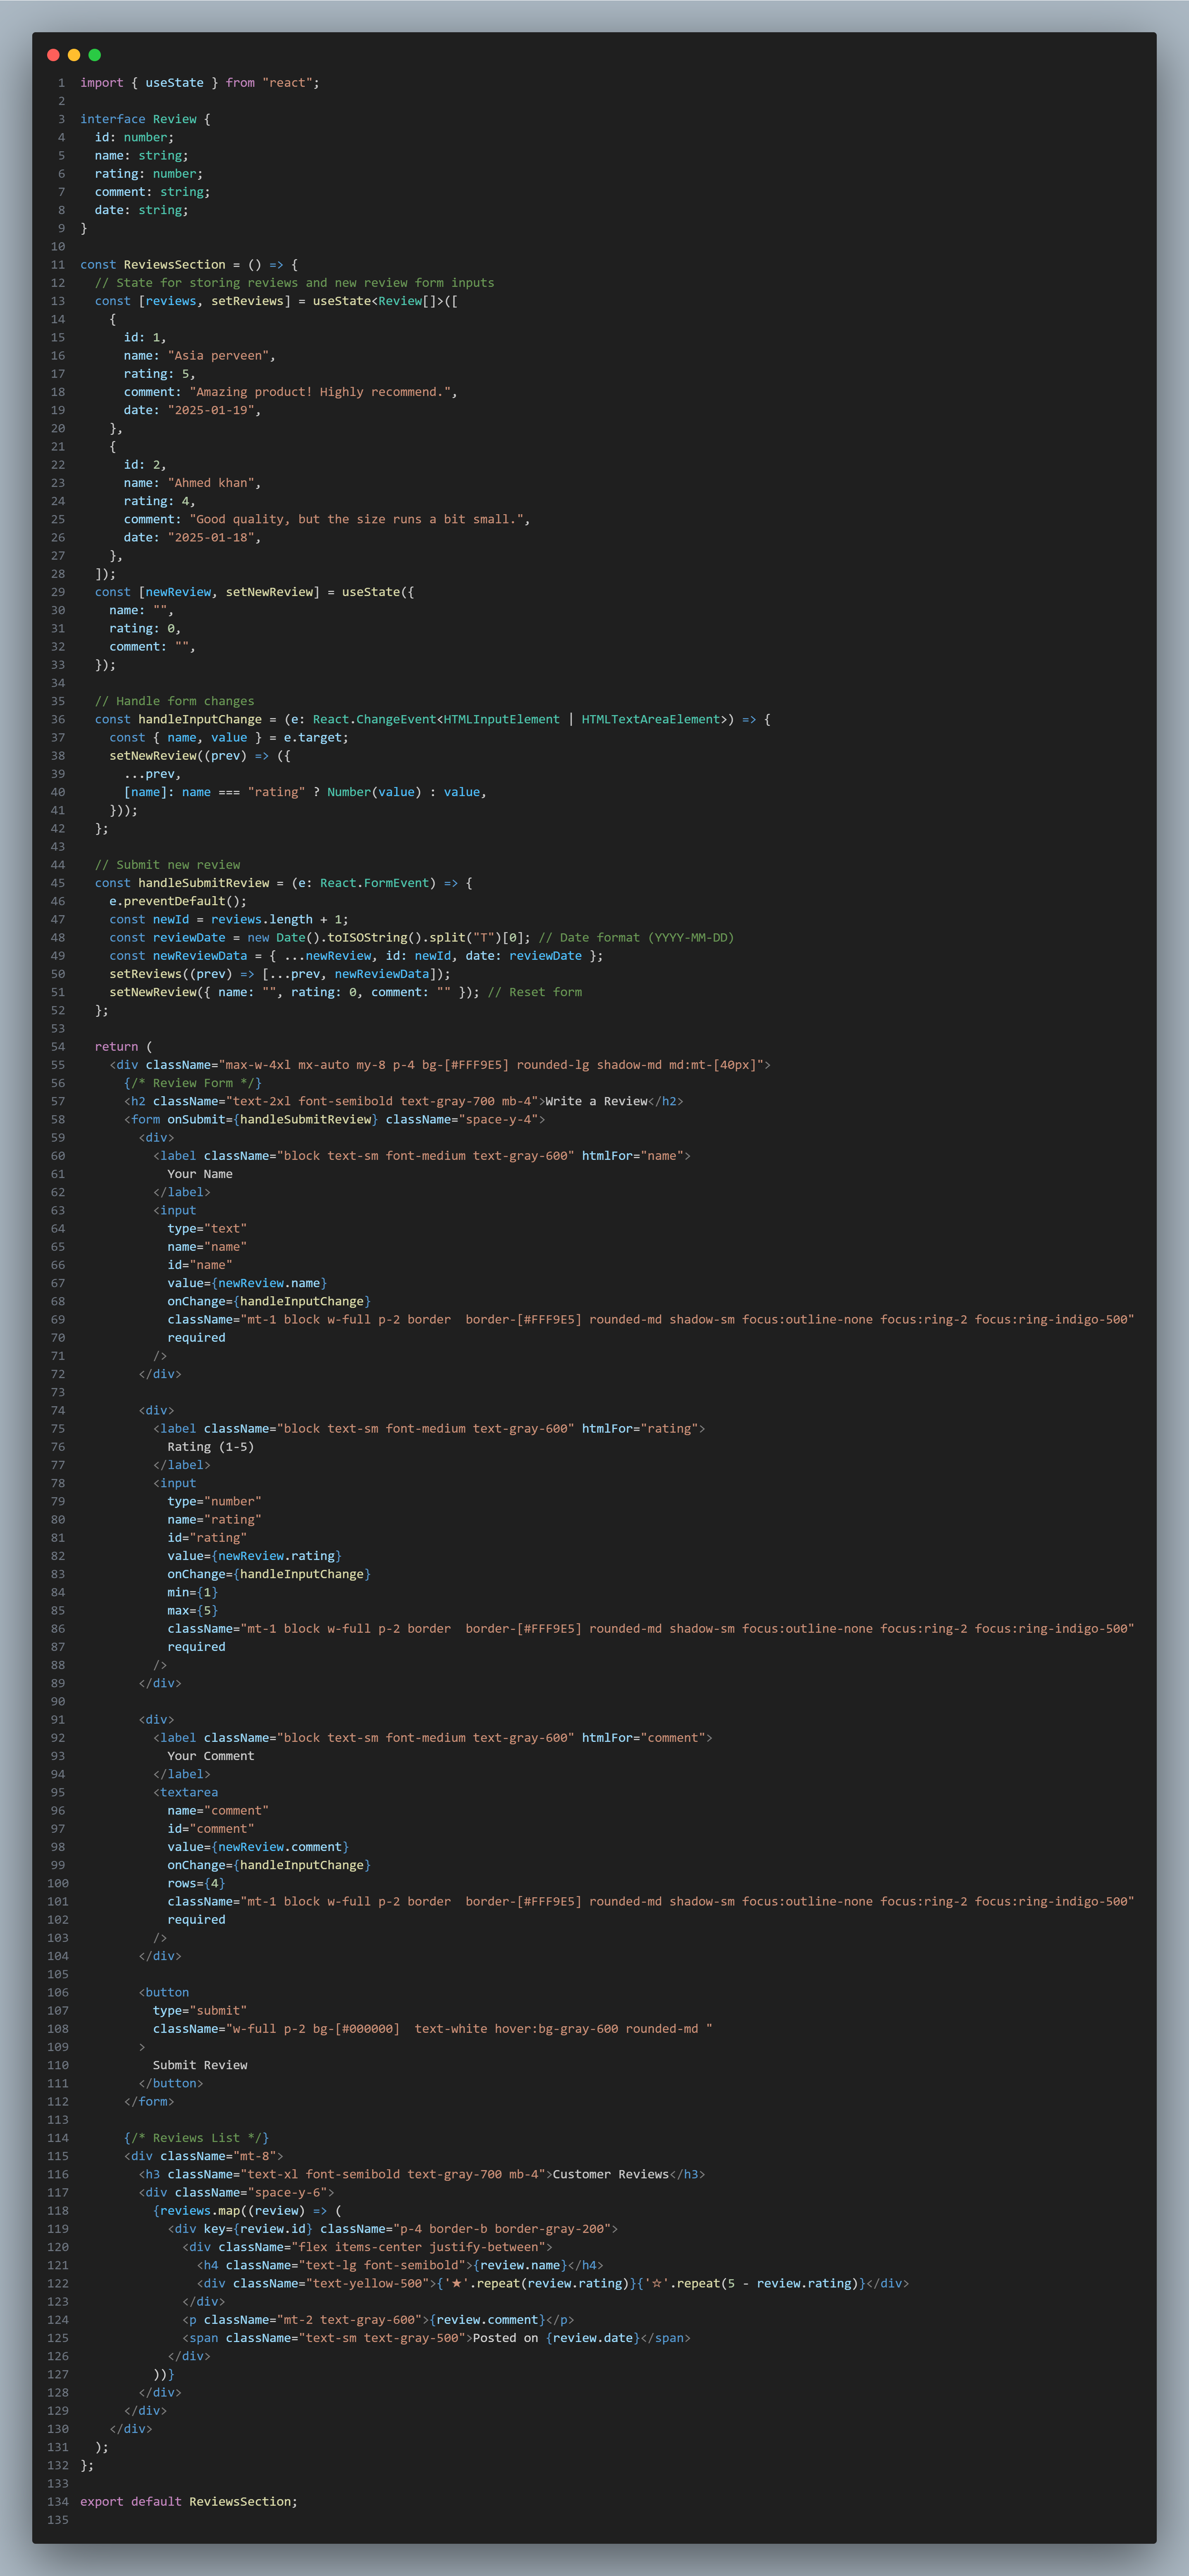 1 import { useState } from "react";
2
3 interface Review {
4   id: number;
5   name: string;
6   rating: number;
7   comment: string;
8   date: string;
9 }
10
11 const ReviewsSection = () => {
12   // State for storing reviews and new review form inputs
13   const [reviews, setReviews] = useState<Review[]>([
14     {
15       id: 1,
16       name: "Asia perveen",
17       rating: 5,
18       comment: "Amazing product! Highly recommend.",
19       date: "2025-01-19",
20     },
21     {
22       id: 2,
23       name: "Ahmed khan",
24       rating: 4,
25       comment: "Good quality, but the size runs a bit small.",
26       date: "2025-01-18",
27     },
28   ]);
29   const [newReview, setNewReview] = useState({
30     name: "",
31     rating: 0,
32     comment: "",
33   });
34
35   // Handle form changes
36   const handleInputChange = (e: React.ChangeEvent<HTMLInputElement | HTMLTextAreaElement>) => {
37     const { name, value } = e.target;
38     setNewReview((prev) => ({
39       ...prev,
40       [name]: name === "rating" ? Number(value) : value,
41     }));
42   };
43
44   // Submit new review
45   const handleSubmitReview = (e: React.FormEvent) => {
46     e.preventDefault();
47     const newId = reviews.length + 1;
48     const reviewDate = new Date().toISOString().split("T")[0]; // Date format (YYYY-MM-DD)
49     const newReviewData = { ...newReview, id: newId, date: reviewDate };
50     setReviews((prev) => [...prev, newReviewData]);
51     setNewReview({ name: "", rating: 0, comment: "" }); // Reset form
52   };
53
54   return (
55     <div className="max-w-4xl mx-auto my-8 p-4 bg-[#FFF9E5] rounded-lg shadow-md md:mt-[40px]">
56       {/* Review Form */}
57       <h2 className="text-2xl font-semibold text-gray-700 mb-4">Write a Review</h2>
58       <form onSubmit={handleSubmitReview} className="space-y-4">
59         <div>
60           <label className="block text-sm font-medium text-gray-600" htmlFor="name">
61             Your Name
62           </label>
63           <input
64             type="text"
65             name="name"
66             id="name"
67             value={newReview.name}
68             onChange={handleInputChange}
69             className="mt-1 block w-full p-2 border  border-[#FFF9E5] rounded-md shadow-sm focus:outline-none focus:ring-2 focus:ring-indigo-500"
70             required
71           />
72         </div>
73
74         <div>
75           <label className="block text-sm font-medium text-gray-600" htmlFor="rating">
76             Rating (1-5)
77           </label>
78           <input
79             type="number"
80             name="rating"
81             id="rating"
82             value={newReview.rating}
83             onChange={handleInputChange}
84             min={1}
85             max={5}
86             className="mt-1 block w-full p-2 border  border-[#FFF9E5] rounded-md shadow-sm focus:outline-none focus:ring-2 focus:ring-indigo-500"
87             required
88           />
89         </div>
90
91         <div>
92           <label className="block text-sm font-medium text-gray-600" htmlFor="comment">
93             Your Comment
94           </label>
95           <textarea
96             name="comment"
97             id="comment"
98             value={newReview.comment}
99             onChange={handleInputChange}
100             rows={4}
101             className="mt-1 block w-full p-2 border  border-[#FFF9E5] rounded-md shadow-sm focus:outline-none focus:ring-2 focus:ring-indigo-500"
102             required
103           />
104         </div>
105
106         <button
107           type="submit"
108           className="w-full p-2 bg-[#000000]  text-white hover:bg-gray-600 rounded-md "
109         >
110           Submit Review
111         </button>
112       </form>
113
114       {/* Reviews List */}
115       <div className="mt-8">
116         <h3 className="text-xl font-semibold text-gray-700 mb-4">Customer Reviews</h3>
117         <div className="space-y-6">
118           {reviews.map((review) => (
119             <div key={review.id} className="p-4 border-b border-gray-200">
120               <div className="flex items-center justify-between">
121                 <h4 className="text-lg font-semibold">{review.name}</h4>
122                 <div className="text-yellow-500">{'★'.repeat(review.rating)}{'☆'.repeat(5 - review.rating)}</div>
123               </div>
124               <p className="mt-2 text-gray-600">{review.comment}</p>
125               <span className="text-sm text-gray-500">Posted on {review.date}</span>
126             </div>
127           ))}
128         </div>
129       </div>
130     </div>
131   );
132 };
133
134 export default ReviewsSection;
135